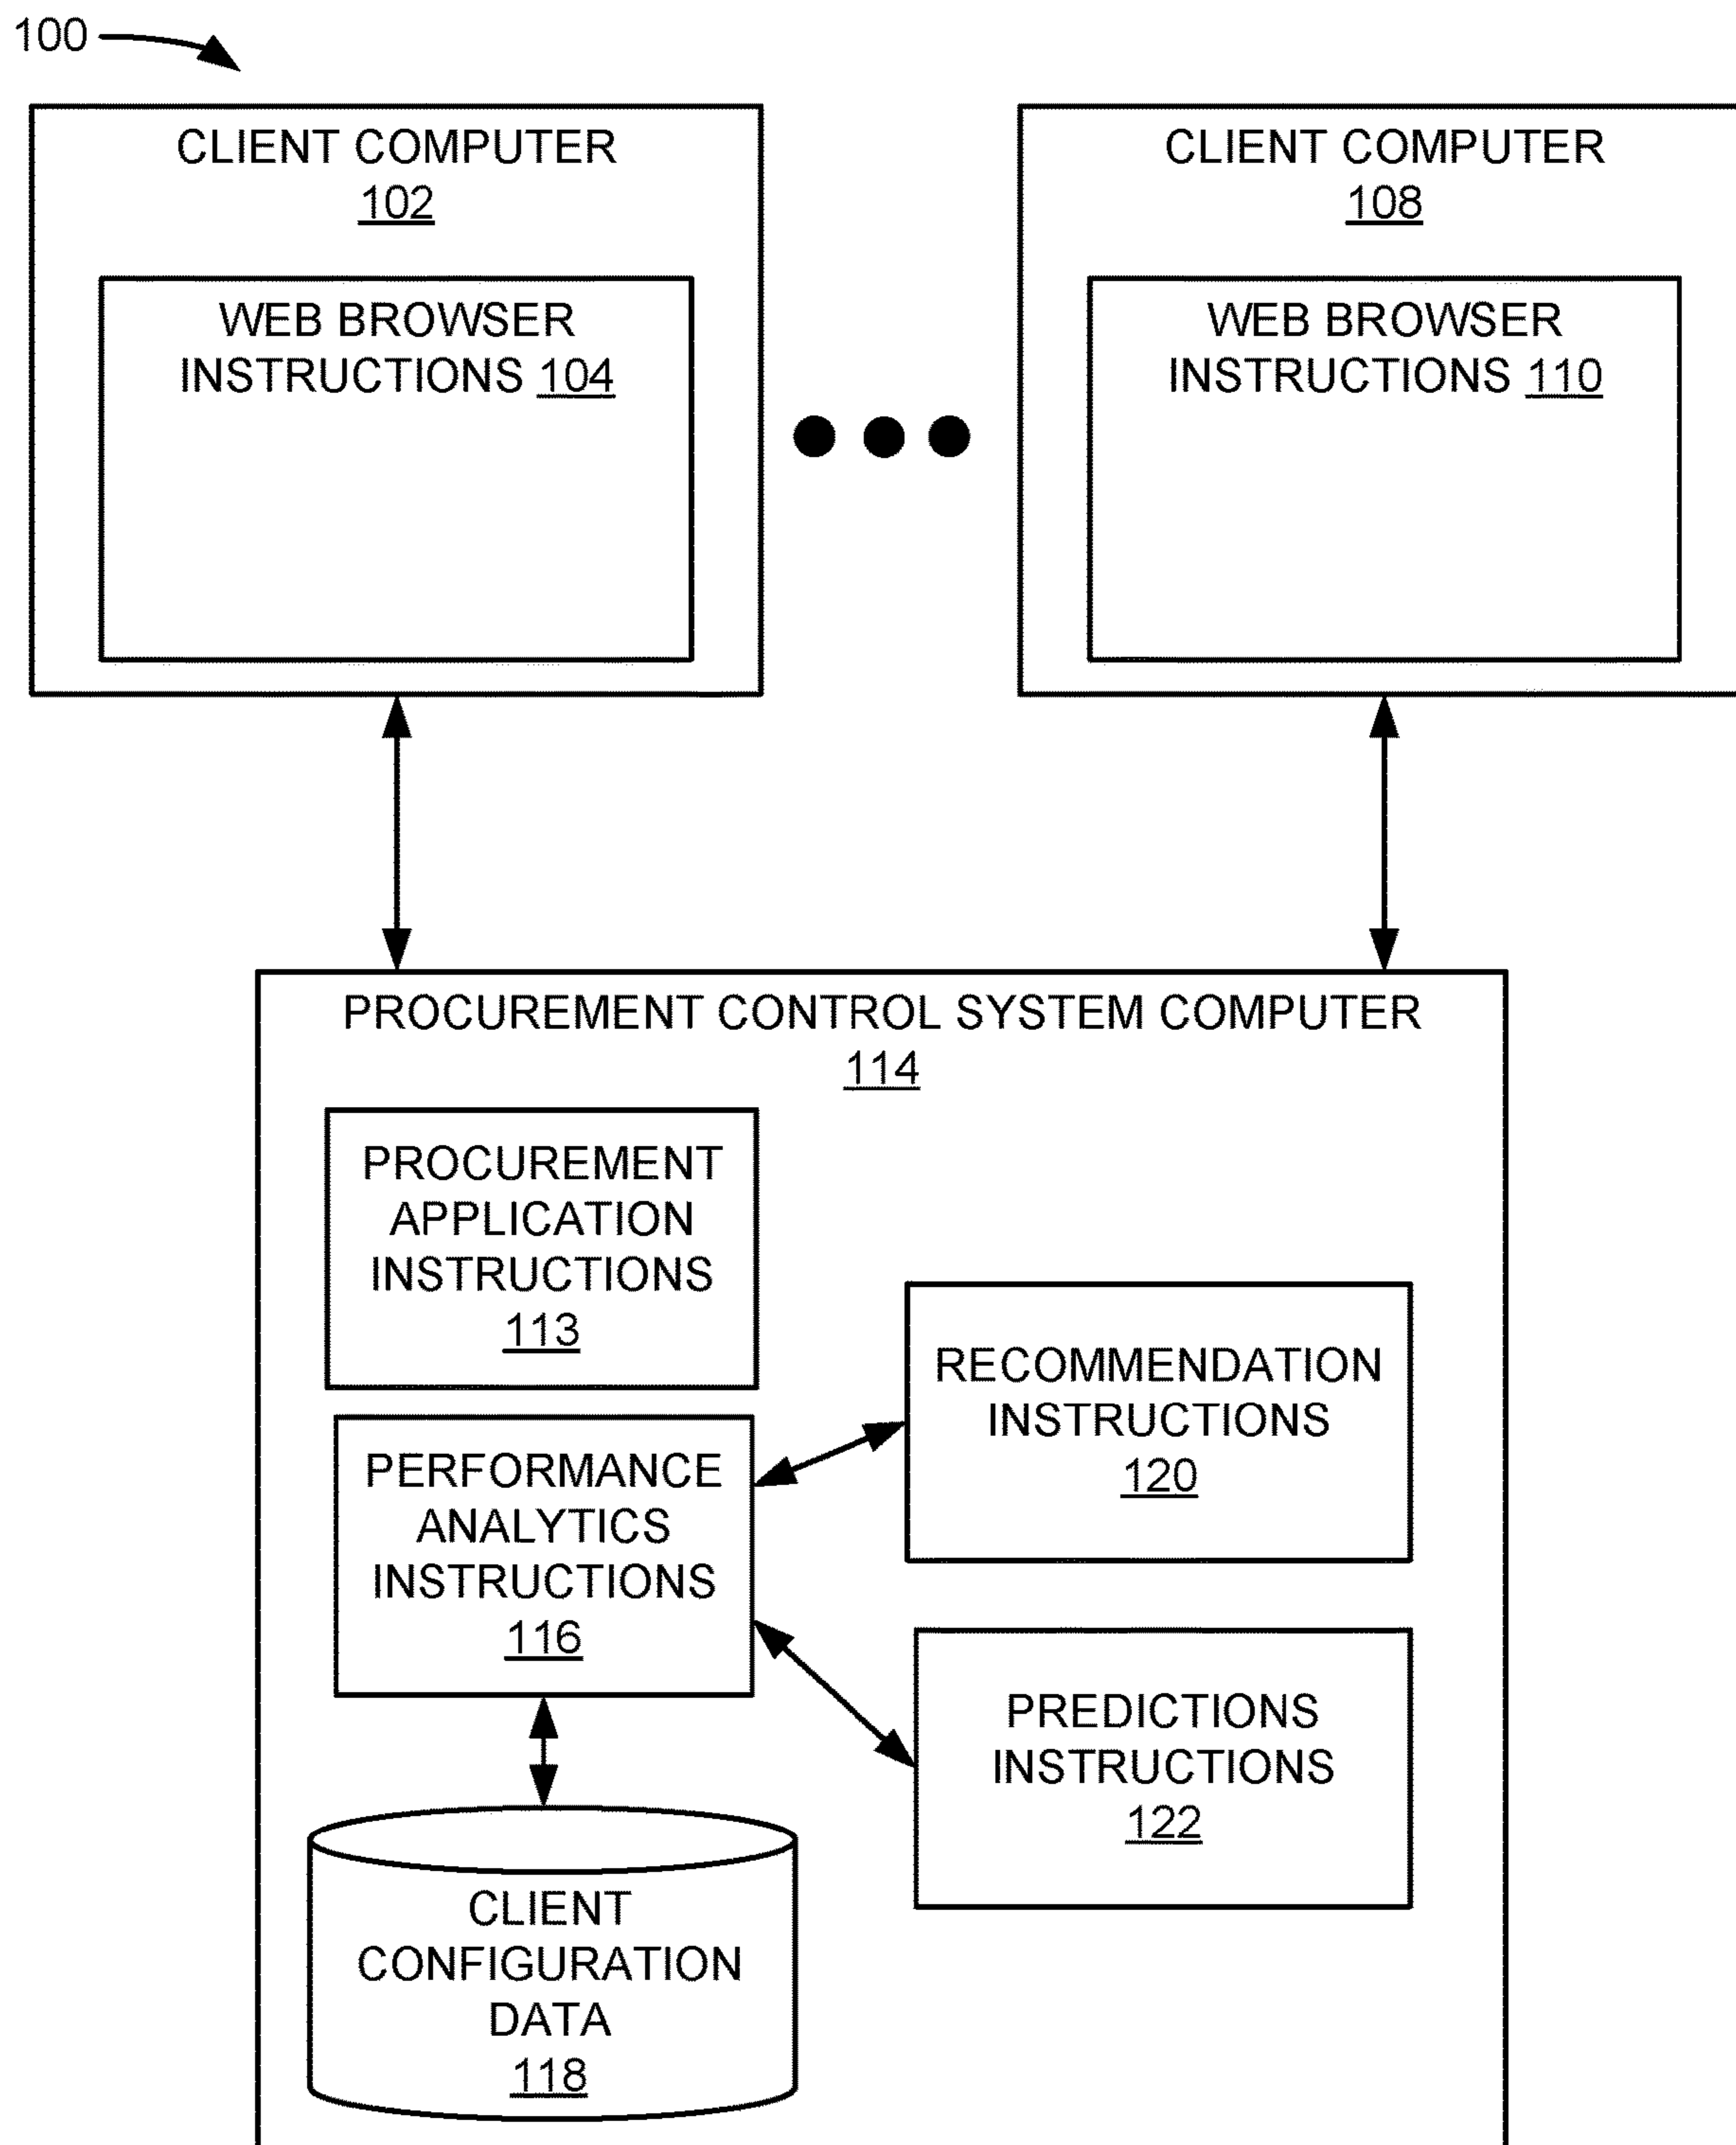 100
CLIENT COMPUTER
102
WEB BROWSER
INSTRUCTIONS 104
CLIENT COMPUTER
108
WEB BROWSER
INSTRUCTIONS 110
PROCUREMENT CONTROL SYSTEM COMPUTER
114
PROCUREMENT
APPLICATION
INSTRUCTIONS
113
RECOMMENDATION
INSTRUCTIONS
120
PERFORMANCE
ANALYTICS
INSTRUCTIONS
116
PREDICTIONS
INSTRUCTIONS
122
CLIENT
CONFIGURATION
DATA
118